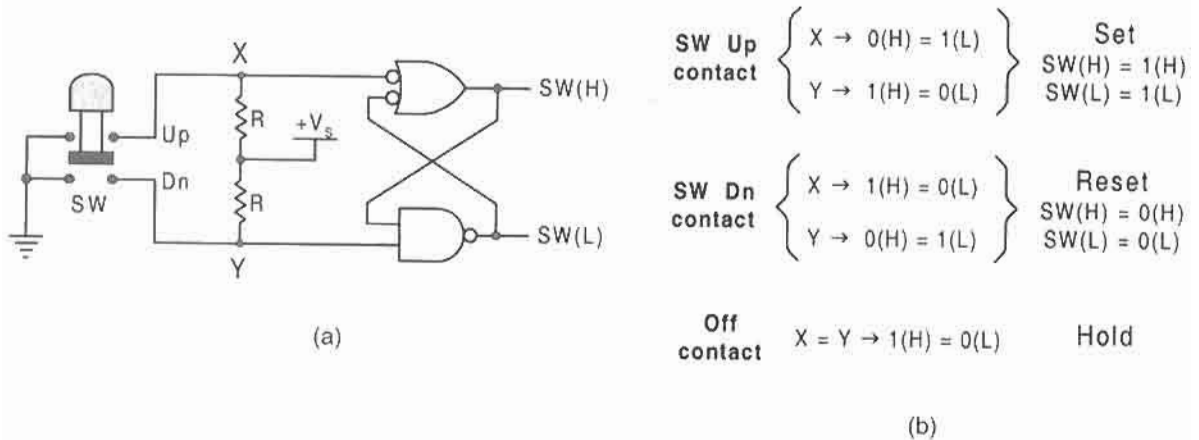 X
Up
R
+Vs
SW(H)
Dn
SW
R
SW(L)
Y
(a)
SW Up contact
X → 0(H) = 1(L)
Y → 1(H) = 0(L)
Set
SW(H) = 1(H)
SW(L) = 1(L)
SW Dn contact
X → 1(H) = 0(L)
Y → 0(H) = 1(L)
Reset
SW(H) = 0(H)
SW(L) = 0(L)
Off contact
X = Y → 1(H) = 0(L)
Hold
(b)